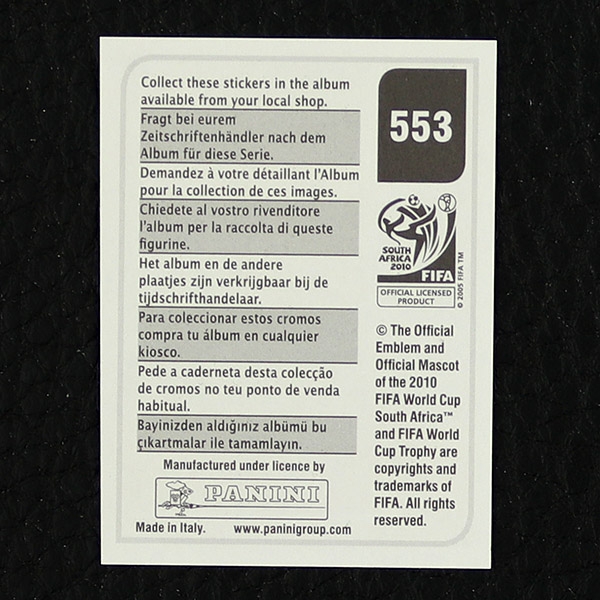 Collect these stickers in the album
available from your local shop.
Fragt bei eurem
Zeitschriftenhändler nach dem
Album für diese Serie.
Demandez à votre détaillant l'Album
pour la collection de ces images.
Chiedete al vostro rivenditore
l'album per la raccolta di queste
figurine.
Het album en de andere
plaatjes zijn verkrijgbaar bij de
tijdschrifthandelaar.
Para coleccionar estos cromos
compra tu álbum en cualquier
kiosco.
Pede a caderneta desta colecção
de cromos no teu ponto de venda
habitual.
Bayinizden aldığınız albümü bu
çıkartmalar ile tamamlayın.
Manufactured under licence by
PANINI
Made in Italy. www.paninigroup.com
553
SOUTH
AFRICA
2010
FIFA
OFFICIAL LICENSED
PRODUCT
© 2005 FIFA TM
© The Official
Emblem and
Official Mascot
of the 2010
FIFA World Cup
South Africa™
and FIFA World
Cup Trophy are
copyrights and
trademarks of
FIFA. All rights
reserved.